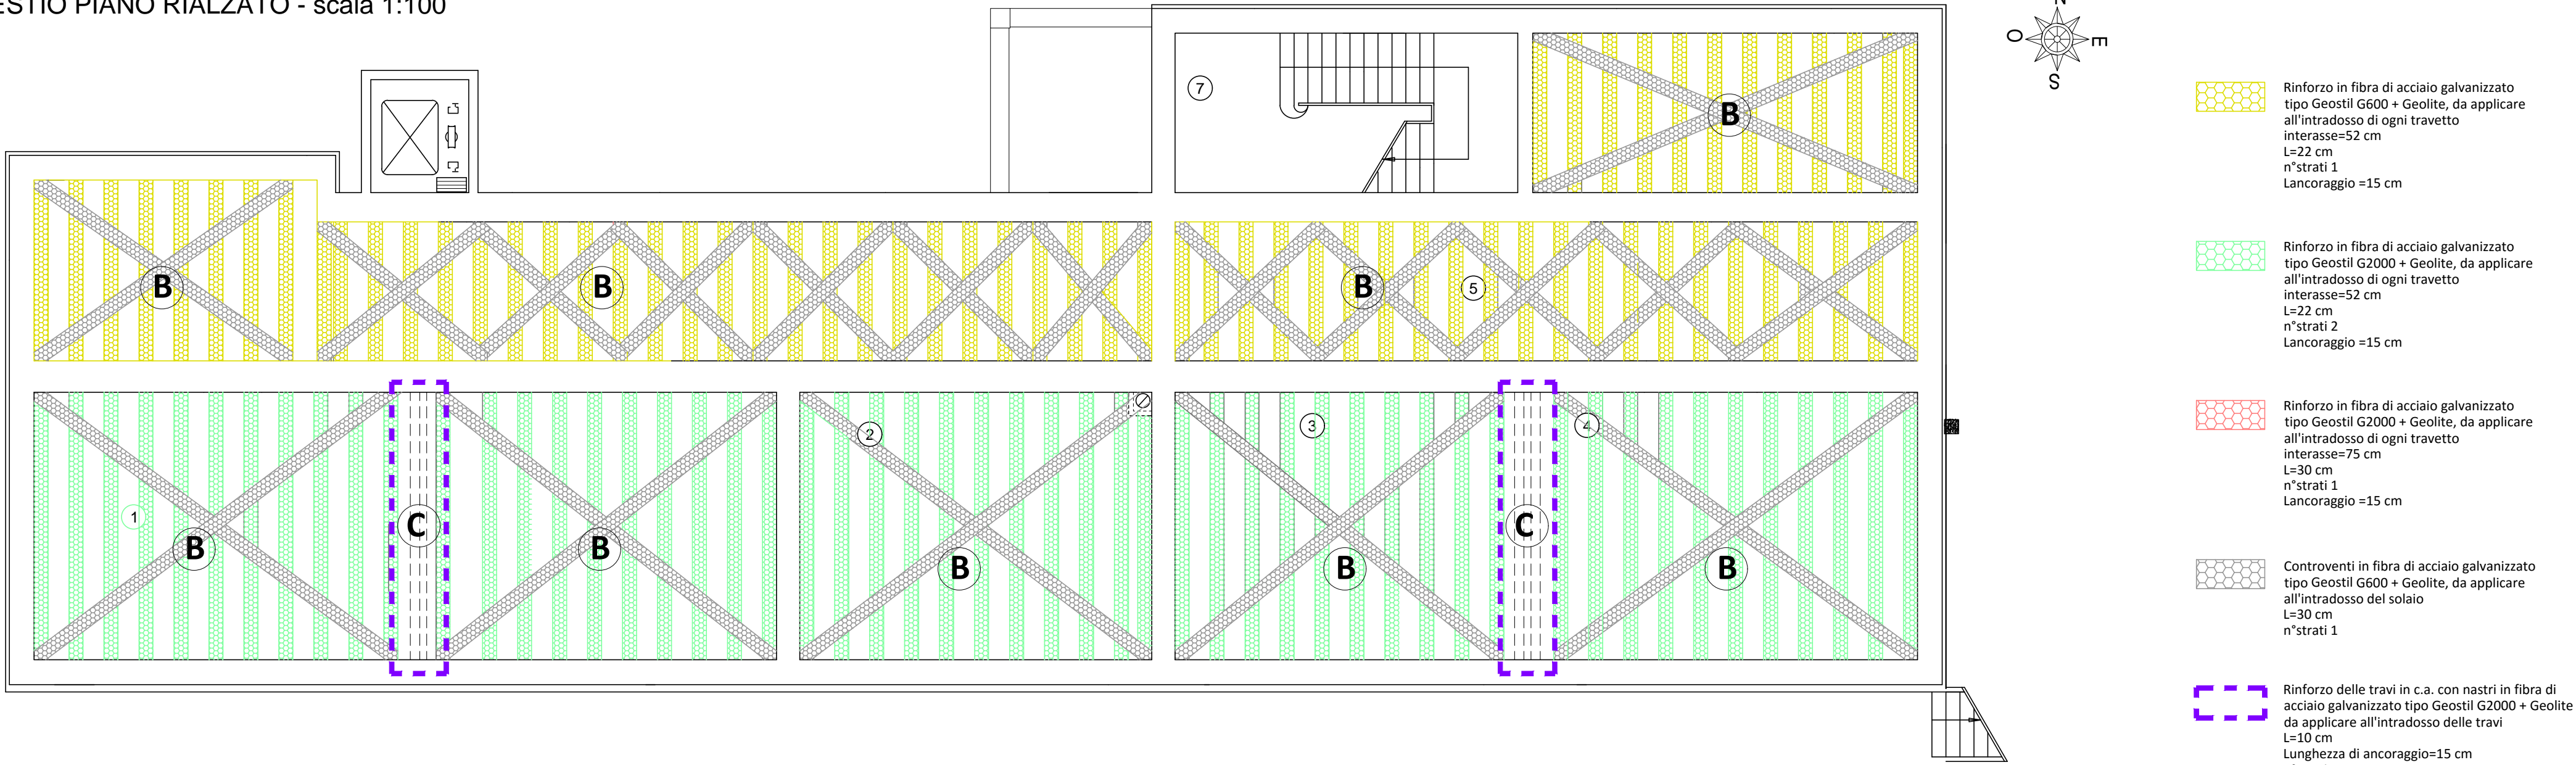 ESTIO PIANO RIALZATO - scala 1:100
N
O
E
S
7
B
B
B
B
5
1
2
3
4
B
C
B
B
B
C
B
Rinforzo in fibra di acciaio galvanizzato
tipo Geostil G600 + Geolite, da applicare
all'intradosso di ogni travetto
interasse=52 cm
L=22 cm
n°strati 1
Lancoraggio =15 cm
Rinforzo in fibra di acciaio galvanizzato
tipo Geostil G2000 + Geolite, da applicare
all'intradosso di ogni travetto
interasse=52 cm
L=22 cm
n°strati 2
Lancoraggio =15 cm
Rinforzo in fibra di acciaio galvanizzato
tipo Geostil G2000 + Geolite, da applicare
all'intradosso di ogni travetto
interasse=75 cm
L=30 cm
n°strati 1
Lancoraggio =15 cm
Controventi in fibra di acciaio galvanizzato
tipo Geostil G600 + Geolite, da applicare
all'intradosso del solaio
L=30 cm
n°strati 1
Rinforzo delle travi in c.a. con nastri in fibra di
acciaio galvanizzato tipo Geostil G2000 + Geolite
da applicare all'intradosso delle travi
L=10 cm
Lunghezza di ancoraggio=15 cm